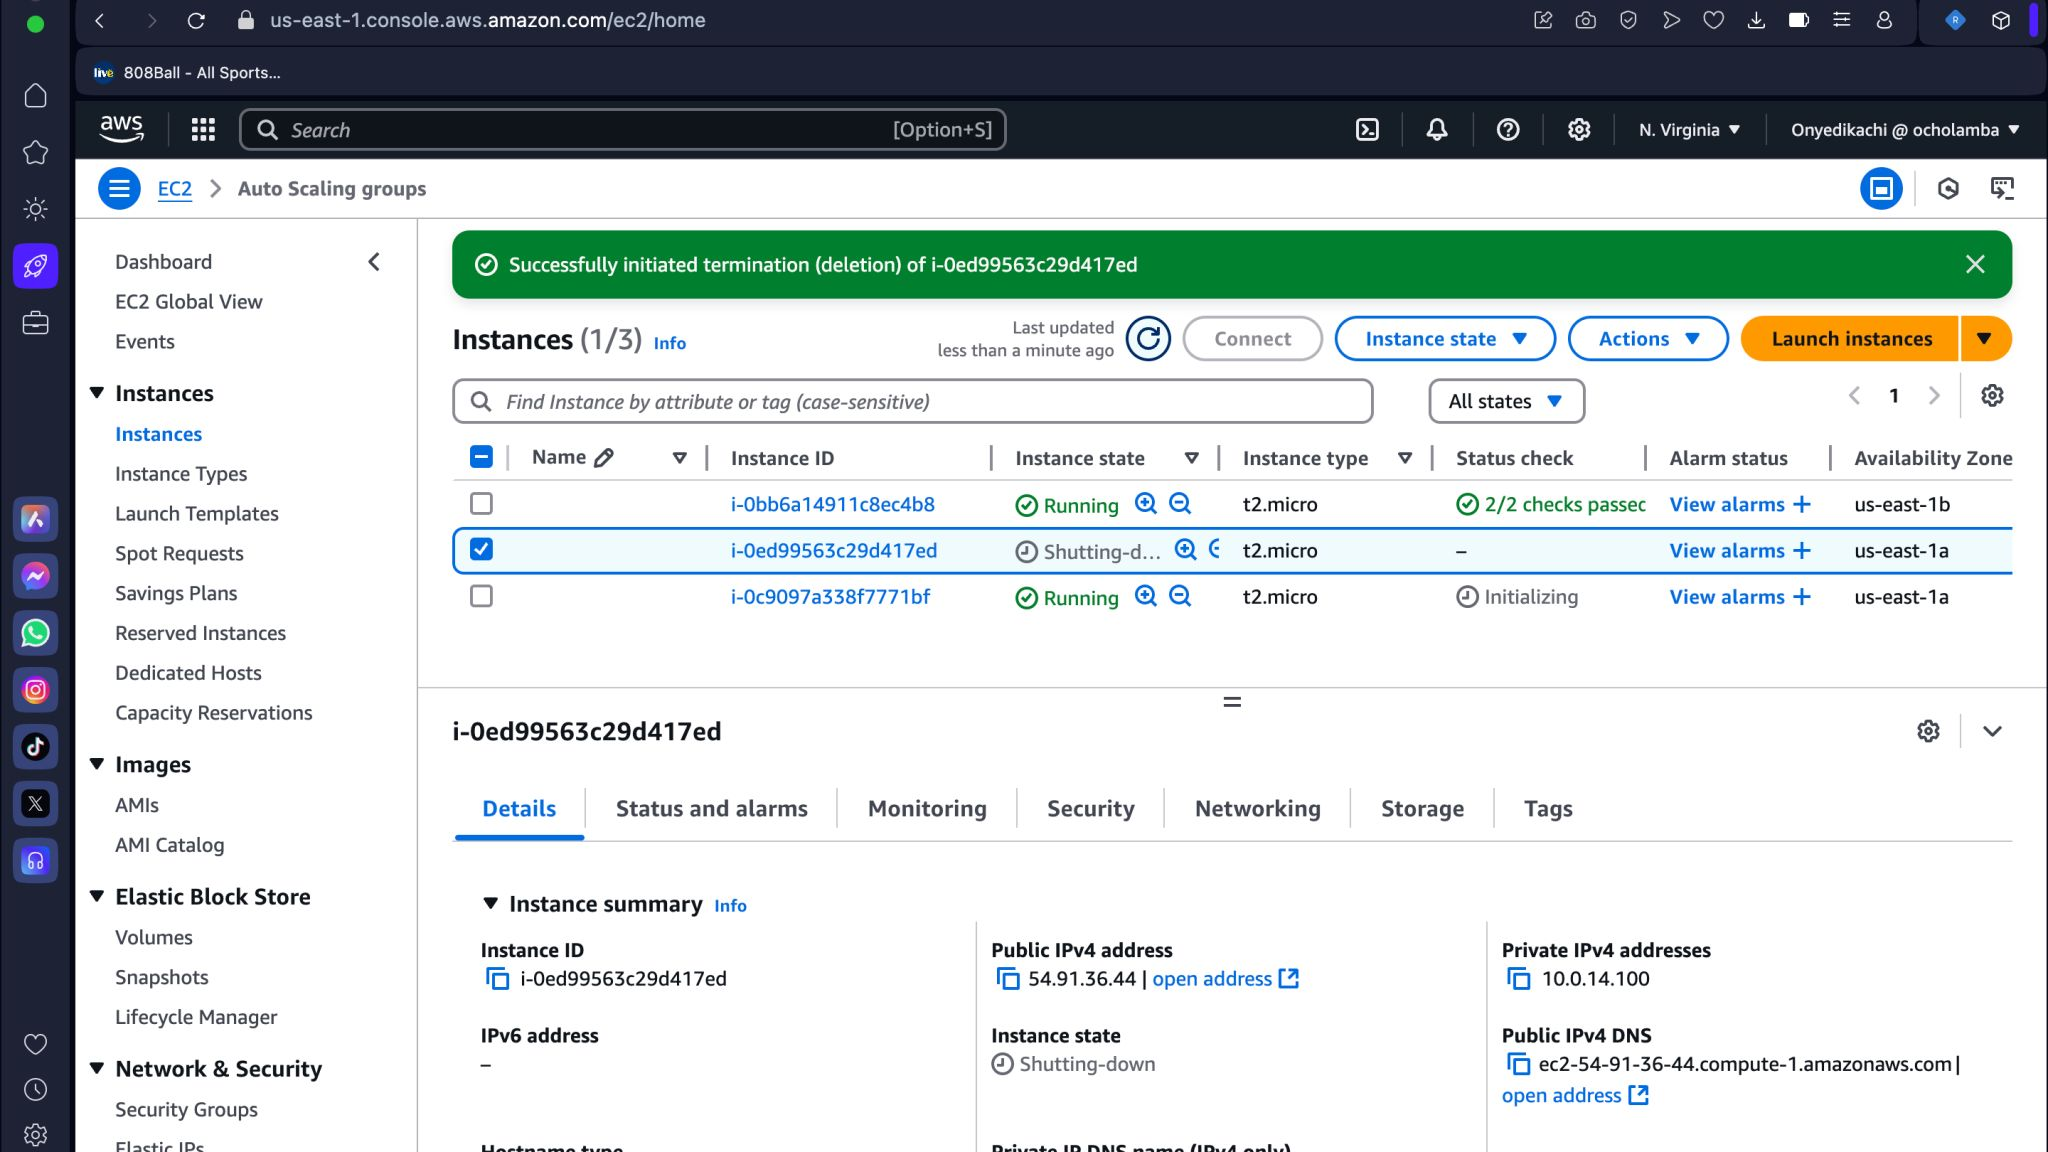 us-east-1.console.aws.amazon.com/ec2/home
R
live 808Ball - All Sports...
aws Search [Option+S] N. Virginia Onyedikachi @ ocholamba
EC2 Auto Scaling groups
Dashboard
EC2 Global View
Events
Instances
Instances
Instance Types
Launch Templates
Spot Requests
Savings Plans
Reserved Instances
Dedicated Hosts
Capacity Reservations
Images
AMIs
AMI Catalog
Elastic Block Store
Volumes
Snapshots
Lifecycle Manager
Network & Security
Security Groups
Elastic IPs
Successfully initiated termination (deletion) of i-0ed99563c29d417ed
Instances (1/3) Info
Last updated
less than a minute ago
Connect Instance state Actions Launch instances
Find Instance by attribute or tag (case-sensitive) All states 1
Name Instance ID Instance state Instance type Status check Alarm status Availability Zone
i-0bb6a14911c8ec4b8 Running t2.micro 2/2 checks passec View alarms + us-east-1b
i-0ed99563c29d417ed Shutting-d... t2.micro – View alarms + us-east-1a
i-0c9097a338f7771bf Running t2.micro Initializing View alarms + us-east-1a
i-0ed99563c29d417ed
Details Status and alarms Monitoring Security Networking Storage Tags
Instance summary Info
Instance ID
i-0ed99563c29d417ed
Public IPv4 address
54.91.36.44 | open address
Private IPv4 addresses
10.0.14.100
IPv6 address
–
Instance state
Shutting-down
Public IPv4 DNS
ec2-54-91-36-44.compute-1.amazonaws.com |
open address
Hostname type
Private IP DNS name (IPv4 only)